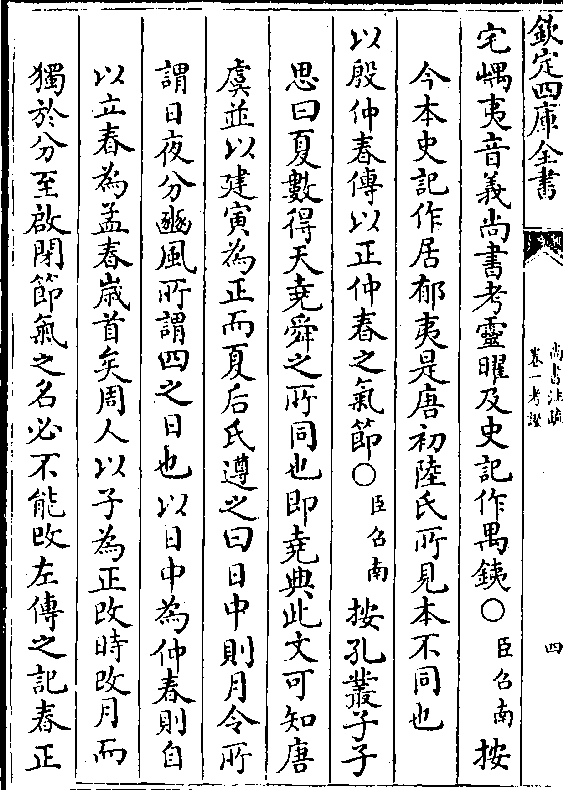 欽定四庫全書
尚書注疏
卷一考證
四
宅嵎夷音義尚書考靈曜及史記作禺銕○臣召南按
今本史記作居郁夷是唐初陸氏所見本不同也
以殷仲春傳以正仲春之氣節○臣召南按孔叢子子
思曰夏數得天堯舜之所同也即堯典此文可知唐
虞並以建寅為正而夏后氏遵之曰日中則月令所
謂日夜分豳風所謂四之日也以日中為仲春則自
以立春為孟春歲首矣周人以子為正改時改月而
獨於分至啟閉節氣之名必不能改左傳之記春正